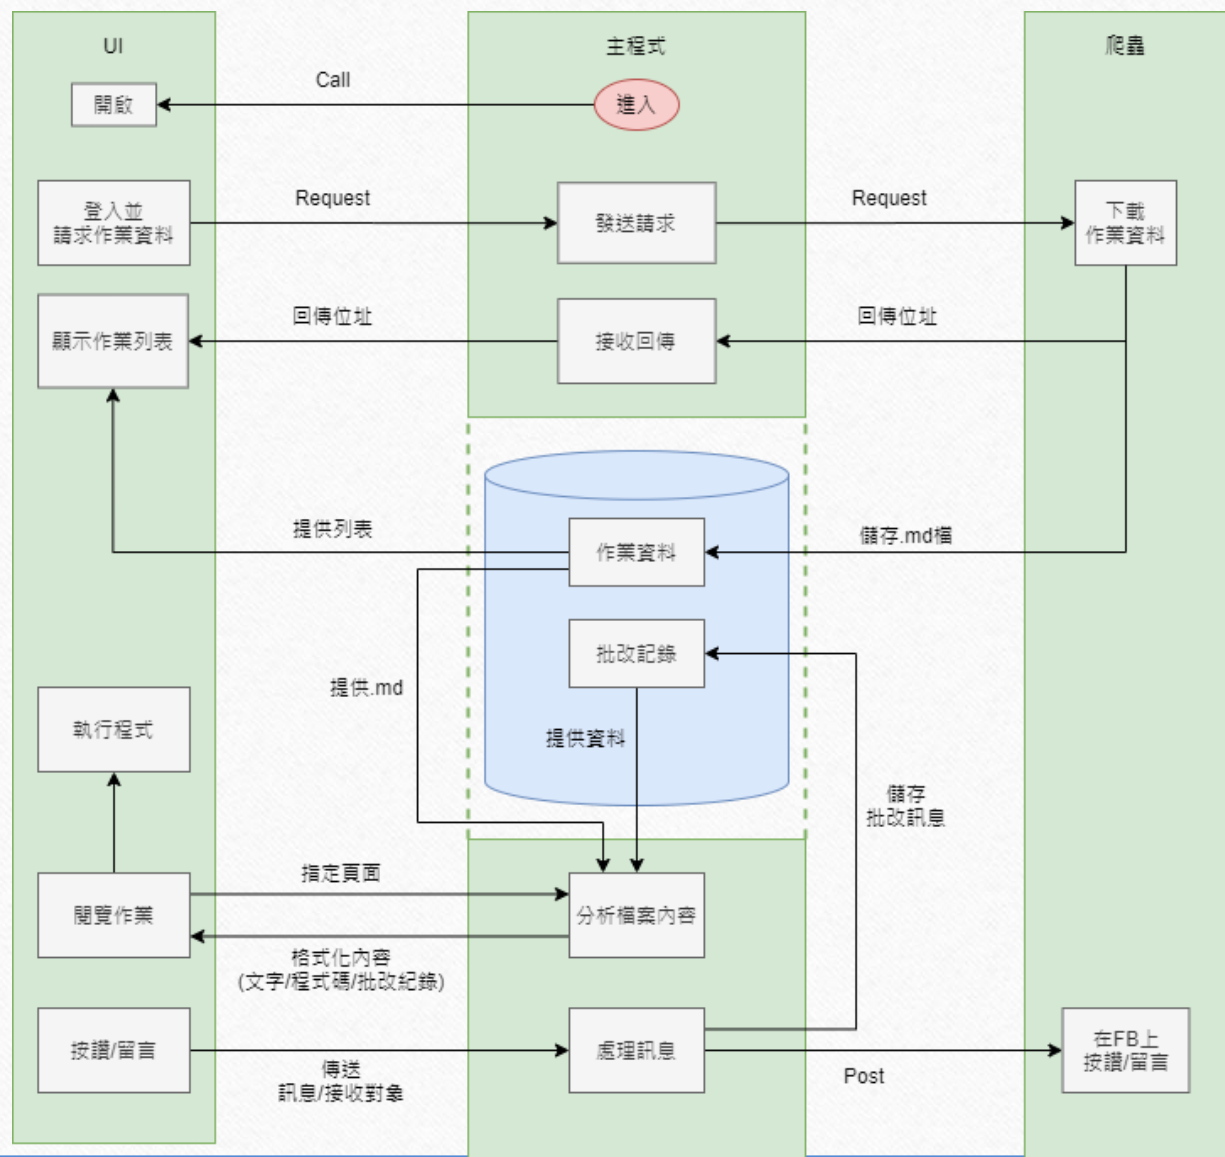 UI
主程式
爬蟲
Call
開啟
進入
登入並
請求作業資料
Request
發送請求
Request
下載
作業資料
顯示作業列表
回傳位址
接收回傳
回傳位址
提供列表
作業資料
儲存.md檔
批改記錄
提供.md
提供資料
執行程式
儲存
批改訊息
閱覽作業
指定頁面
分析檔案內容
格式化內容
(文字/程式碼/批改紀錄)
按讚/留言
傳送
訊息/接收對象
處理訊息
Post
在FB上
按讚/留言